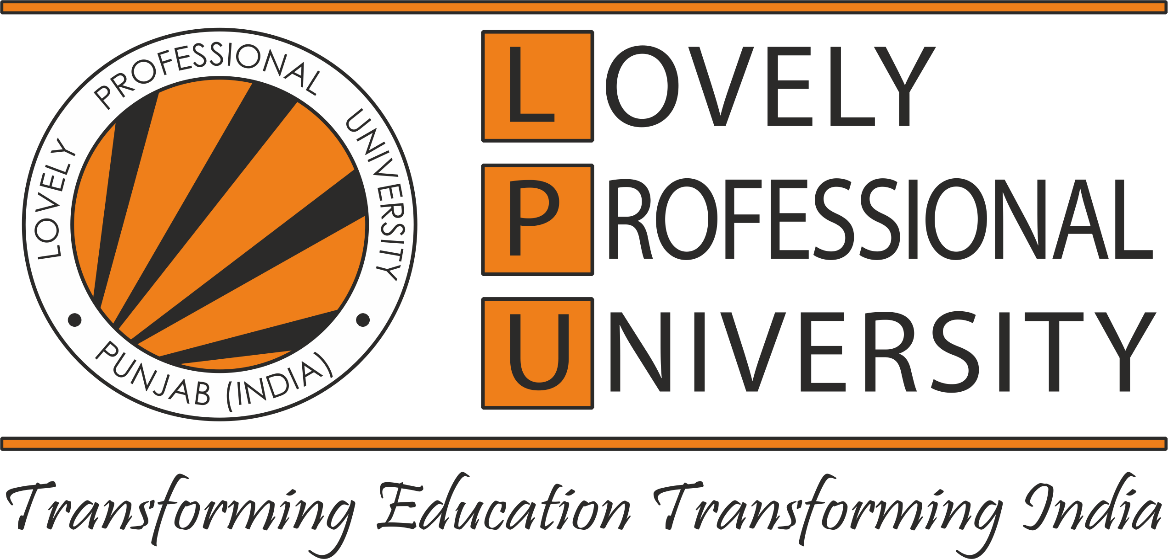 LOVELY PROFESSIONAL UNIVERSITY
PUNJAB (INDIA)
LOVELY
PROFESSIONAL
UNIVERSITY
Transforming Education Transforming India